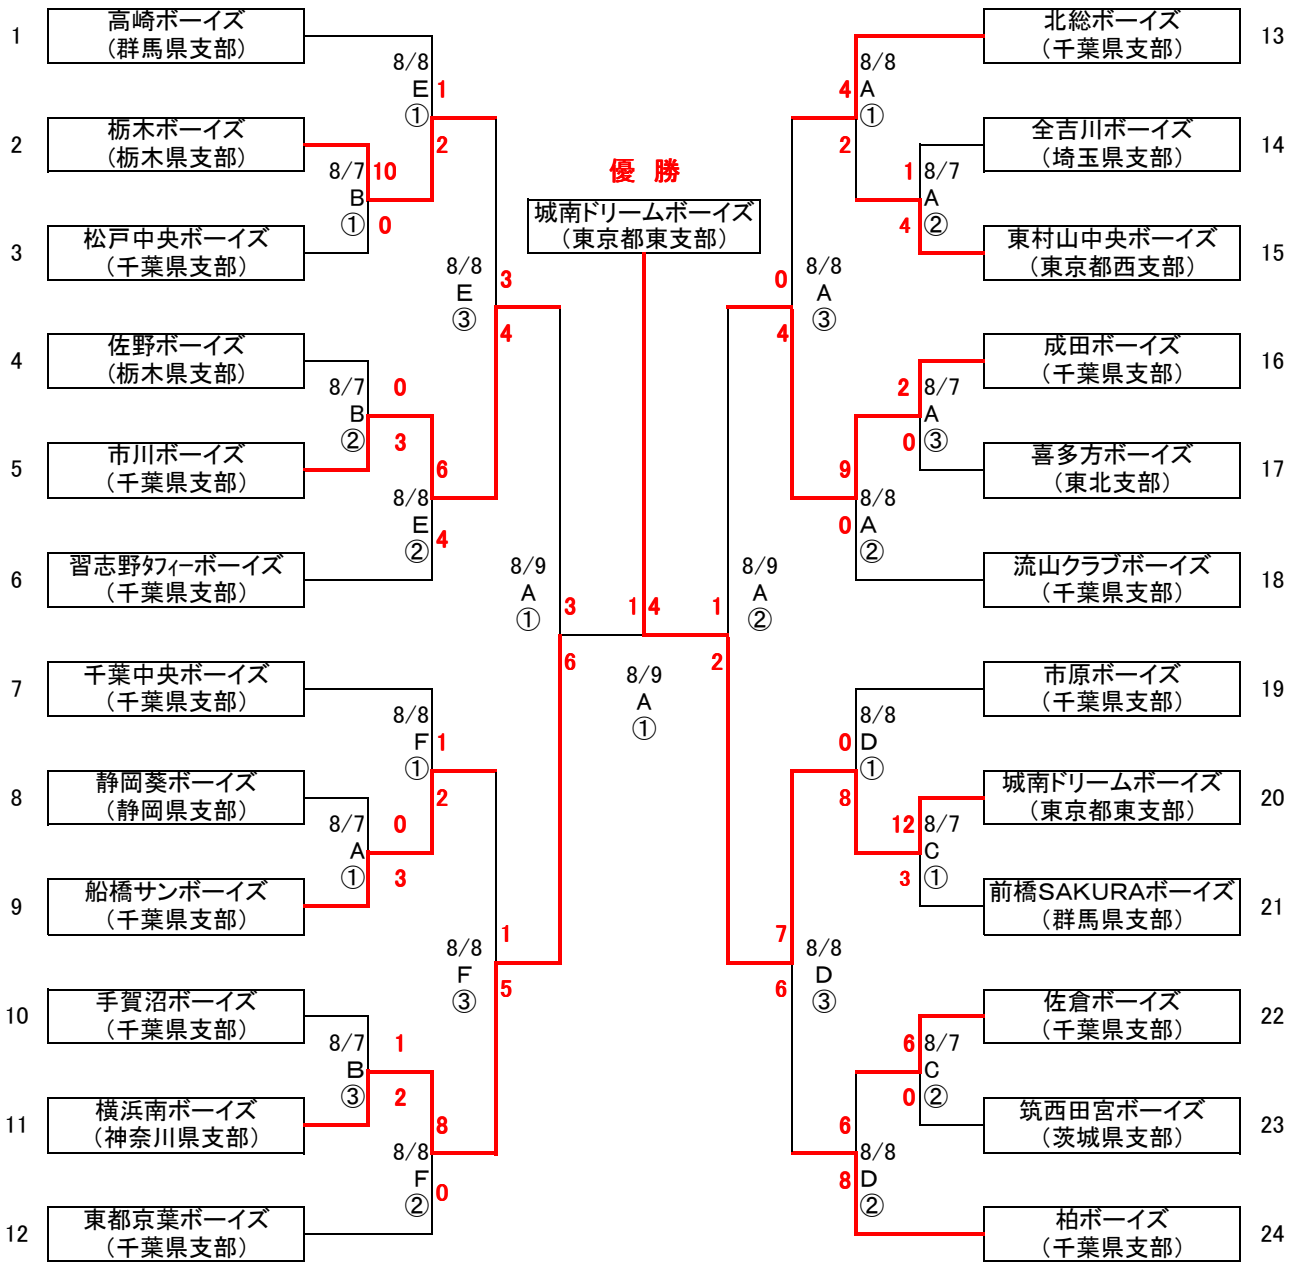 1
高崎ボーイズ
(群馬県支部)
2
栃木ボーイズ
(栃木県支部)
3
松戸中央ボーイズ
(千葉県支部)
4
佐野ボーイズ
(栃木県支部)
5
市川ボーイズ
(千葉県支部)
6
習志野ﾀﾌｨｰボーイズ
(千葉県支部)
7
千葉中央ボーイズ
(千葉県支部)
8
静岡葵ボーイズ
(静岡県支部)
9
船橋サンボーイズ
(千葉県支部)
10
手賀沼ボーイズ
(千葉県支部)
11
横浜南ボーイズ
(神奈川県支部)
12
東都京葉ボーイズ
(千葉県支部)
8/8
E
①
1
2
8/7
B
①
10
0
8/8
E
③
3
4
8/7
B
②
0
3
8/8
E
②
6
4
8/8
F
①
1
2
8/7
A
①
0
3
8/8
F
③
1
5
8/7
B
③
1
2
8/8
F
②
8
0
8/9
A
①
3
6
優 勝
城南ドリームボーイズ
(東京都東支部)
1
4
8/9
A
①
8/9
A
②
1
2
8/8
A
①
4
2
8/7
A
②
1
4
8/8
A
③
0
4
8/7
A
③
2
0
8/8
A
②
9
0
8/8
D
①
0
8
8/7
C
①
12
3
8/8
D
③
7
6
8/7
C
②
6
0
8/8
D
②
6
8
北総ボーイズ
(千葉県支部)
13
全吉川ボーイズ
(埼玉県支部)
14
東村山中央ボーイズ
(東京都西支部)
15
成田ボーイズ
(千葉県支部)
16
喜多方ボーイズ
(東北支部)
17
流山クラブボーイズ
(千葉県支部)
18
市原ボーイズ
(千葉県支部)
19
城南ドリームボーイズ
(東京都東支部)
20
前橋SAKURAボーイズ
(群馬県支部)
21
佐倉ボーイズ
(千葉県支部)
22
筑西田宮ボーイズ
(茨城県支部)
23
柏ボーイズ
(千葉県支部)
24